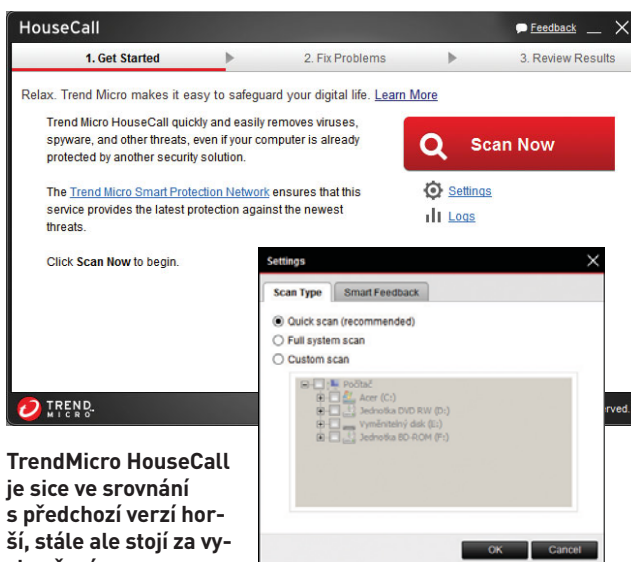 HouseCall
Feedback
1. Get Started
2. Fix Problems
3. Review Results
Relax. Trend Micro makes it easy to safeguard your digital life. Learn More
Trend Micro HouseCall quickly and easily removes viruses,
spyware, and other threats, even if your computer is already
protected by another security solution.
The Trend Micro Smart Protection Network ensures that this
service provides the latest protection against the newest
threats.
Click Scan Now to begin.
Scan Now
Settings
Logs
Settings
Scan Type
Smart Feedback
Quick scan (recommended)
Full system scan
Custom scan
Počítač
Acer (C:)
Jednotka DVD RW (D:)
Vyměnitelný disk (E:)
Jednotka BD-ROM (F:)
OK
Cancel
TREND
MICRO
TrendMicro HouseCall
je sice ve srovnání
s předchozí verzí hor-
ší, stále ale stojí za vy-